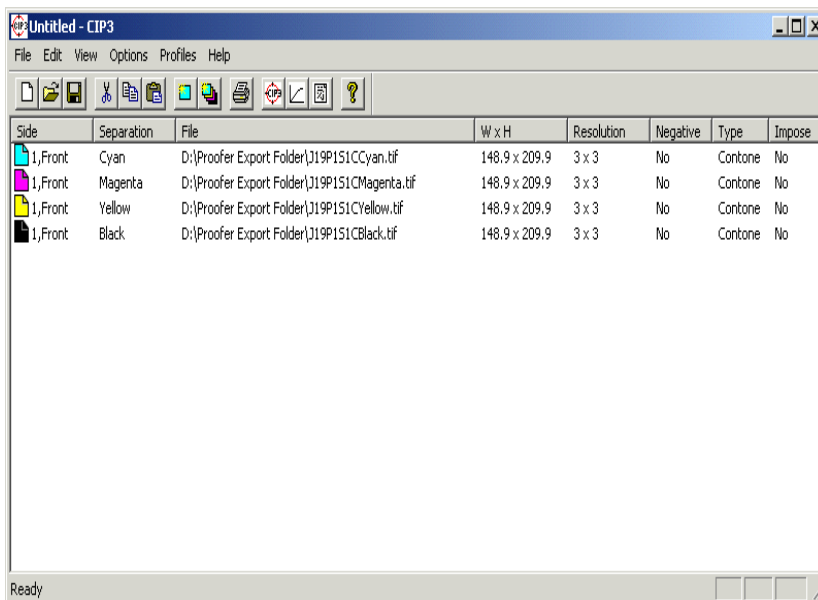 Untitled - CIP3
File Edit View Options Profiles Help
CIP3
Side Separation File W x H Resolution Negative Type Impose
1,Front Cyan D:\Proofer Export Folder\J19P1S1CCyan.tif 148.9 x 209.9 3 x 3 No Contone No
1,Front Magenta D:\Proofer Export Folder\J19P1S1CMagenta.tif 148.9 x 209.9 3 x 3 No Contone No
1,Front Yellow D:\Proofer Export Folder\J19P1S1CYellow.tif 148.9 x 209.9 3 x 3 No Contone No
1,Front Black D:\Proofer Export Folder\J19P1S1CBlack.tif 148.9 x 209.9 3 x 3 No Contone No
Ready